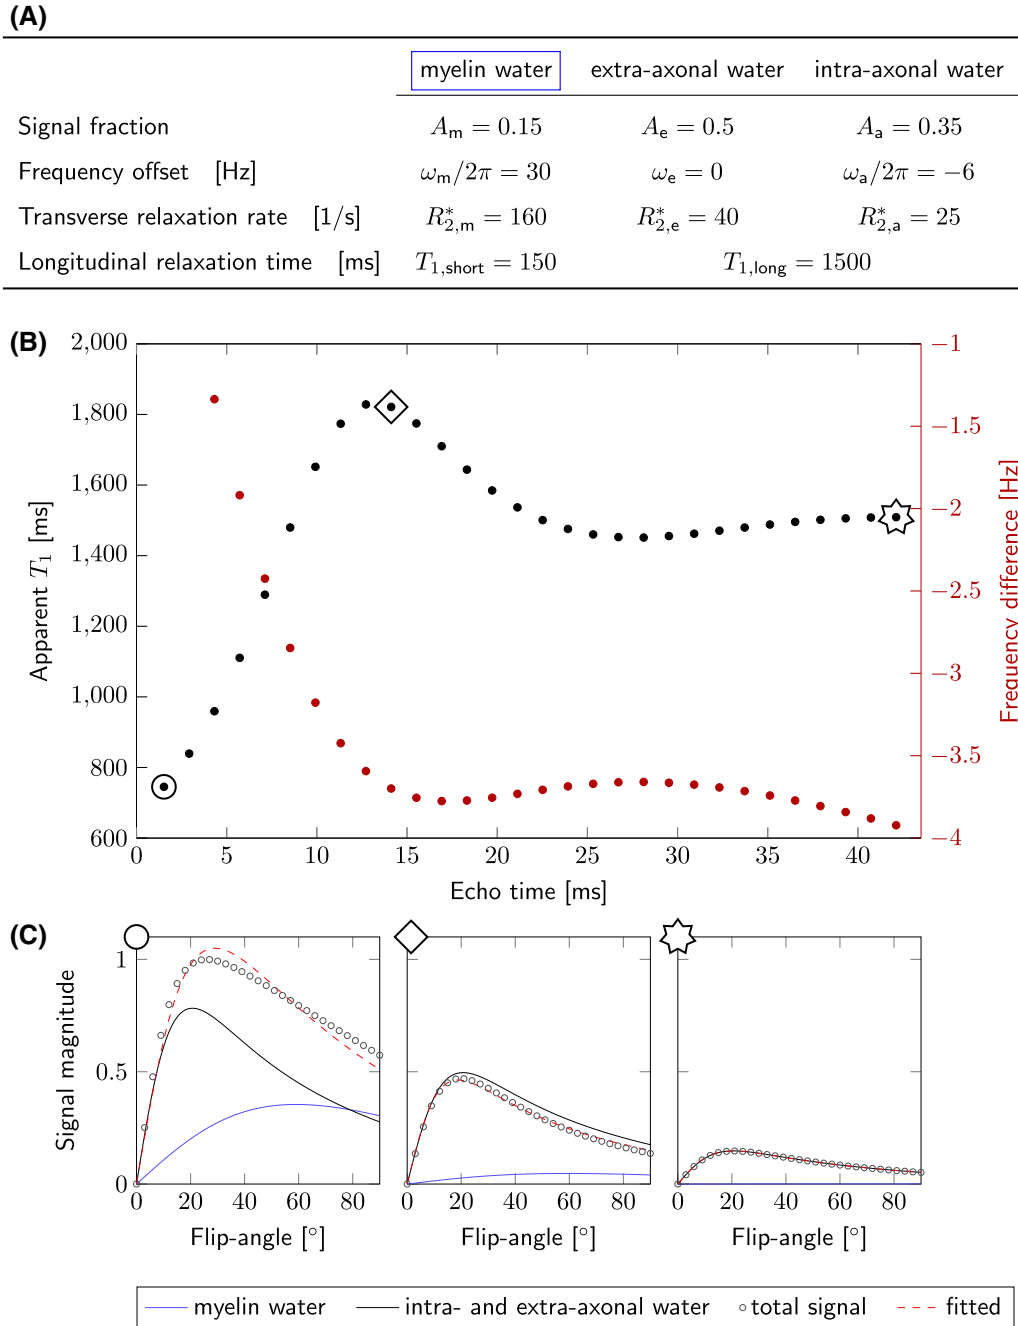 (A)
myelin water extra-axonal water intra-axonal water
Signal fraction A_m = 0.15 A_e = 0.5 A_a = 0.35
Frequency offset [Hz] ω_m/2π = 30 ω_e = 0 ω_a/2π = −6
Transverse relaxation rate [1/s] R*_2,m = 160 R*_2,e = 40 R*_2,a = 25
Longitudinal relaxation time [ms] T_1,short = 150 T_1,long = 1500
(B)
2,000
1,800
1,600
1,400
1,200
1,000
800
600
Apparent T_1 [ms]
−1
−1.5
−2
−2.5
−3
−3.5
−4
Frequency difference [Hz]
0 5 10 15 20 25 30 35 40
Echo time [ms]
(C)
Signal magnitude
1
0.5
0
0 20 40 60 80 0 20 40 60 80 0 20 40 60 80
Flip-angle [°] Flip-angle [°] Flip-angle [°]
myelin water intra- and extra-axonal water total signal fitted